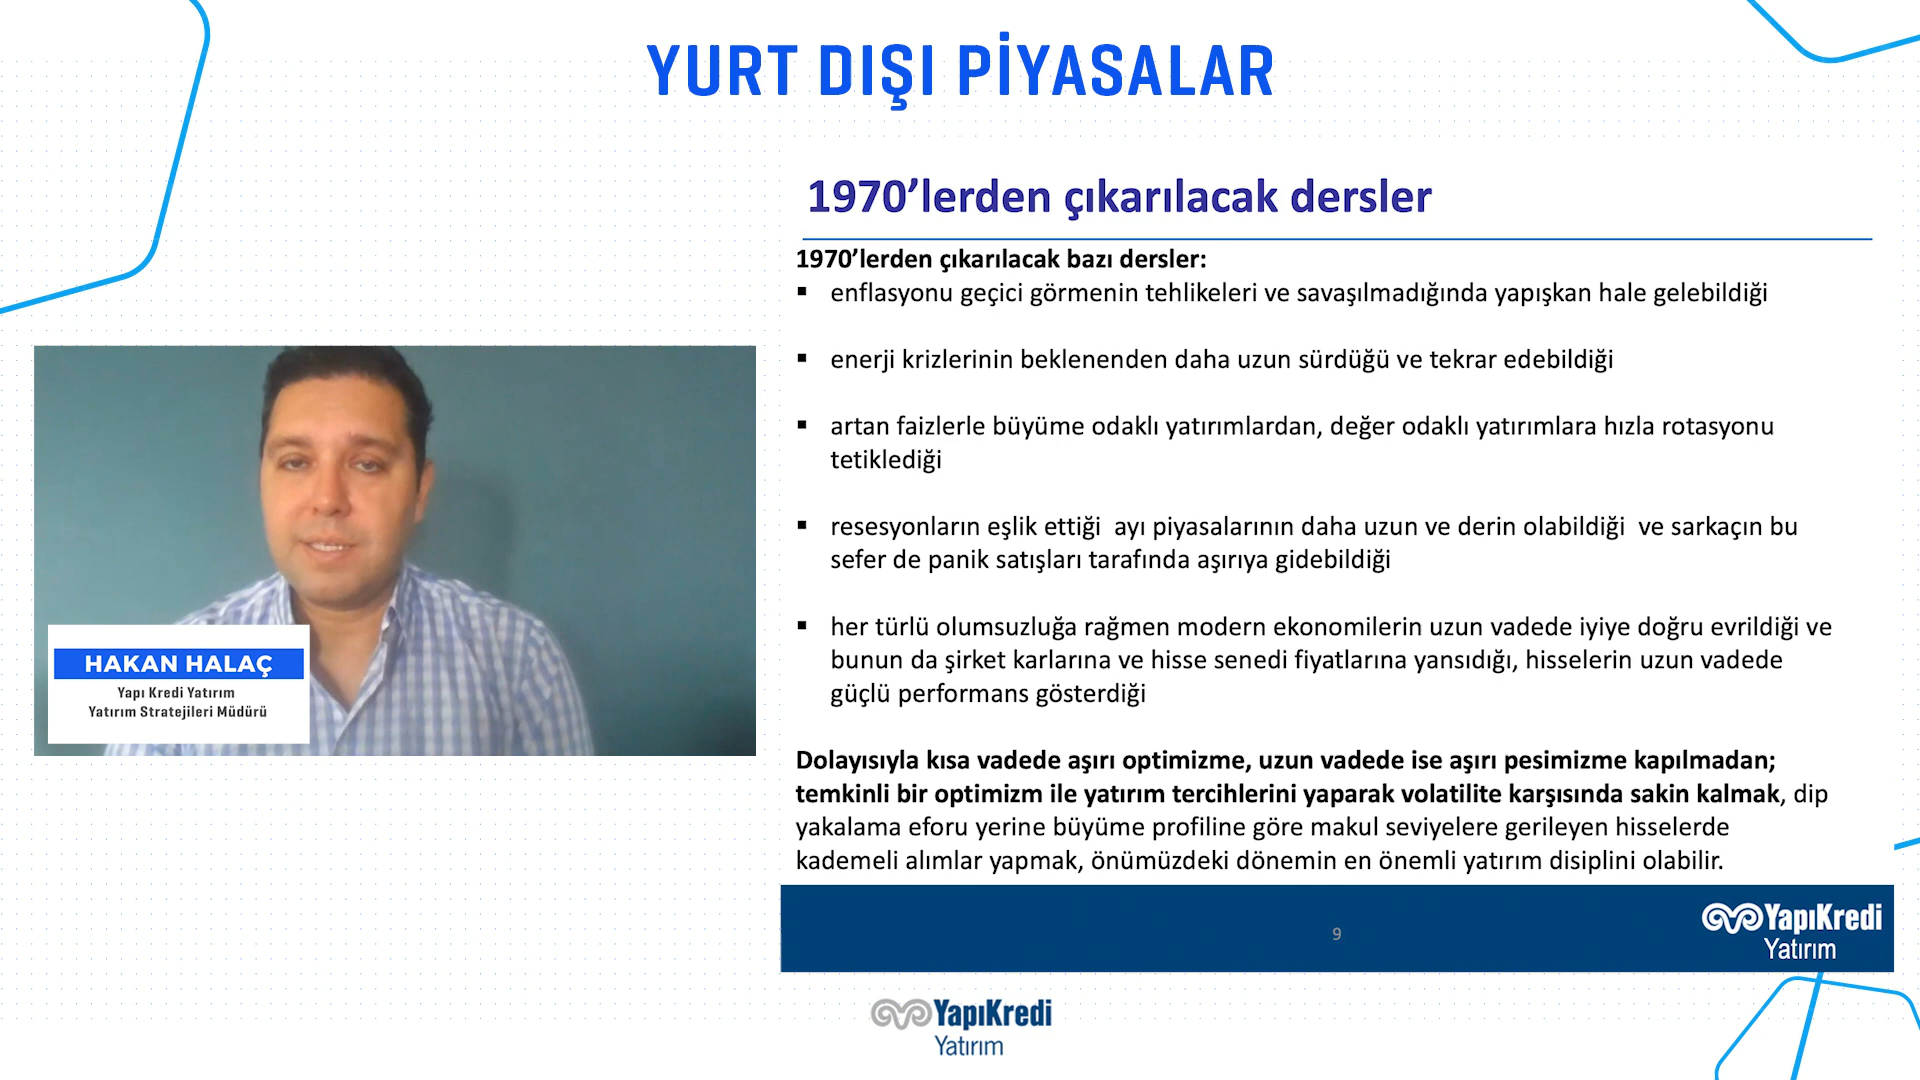 YURT DIŞI PİYASALAR
1970’lerden çıkarılacak dersler
1970’lerden çıkarılacak bazı dersler:
▪ enflasyonu geçici görmenin tehlikeleri ve savaşılmadığında yapışkan hale gelebildiği
▪ enerji krizlerinin beklenenden daha uzun sürdüğü ve tekrar edebildiği
▪ artan faizlerle büyüme odaklı yatırımlardan, değer odaklı yatırımlara hızla rotasyonu
tetiklediği
▪ resesyonların eşlik ettiği  ayı piyasalarının daha uzun ve derin olabildiği  ve sarkaçın bu
sefer de panik satışları tarafında aşırıya gidebildiği
▪ her türlü olumsuzluğa rağmen modern ekonomilerin uzun vadede iyiye doğru evrildiği ve
bunun da şirket karlarına ve hisse senedi fiyatlarına yansıdığı, hisselerin uzun vadede
güçlü performans gösterdiği
Dolayısıyla kısa vadede aşırı optimizme, uzun vadede ise aşırı pesimizme kapılmadan;
temkinli bir optimizm ile yatırım tercihlerini yaparak volatilite karşısında sakin kalmak, dip
yakalama eforu yerine büyüme profiline göre makul seviyelere gerileyen hisselerde
kademeli alımlar yapmak, önümüzdeki dönemin en önemli yatırım disiplini olabilir.
HAKAN HALAÇ
Yapı Kredi Yatırım
Yatırım Stratejileri Müdürü
9
YapıKredi
Yatırım
YapıKredi
Yatırım